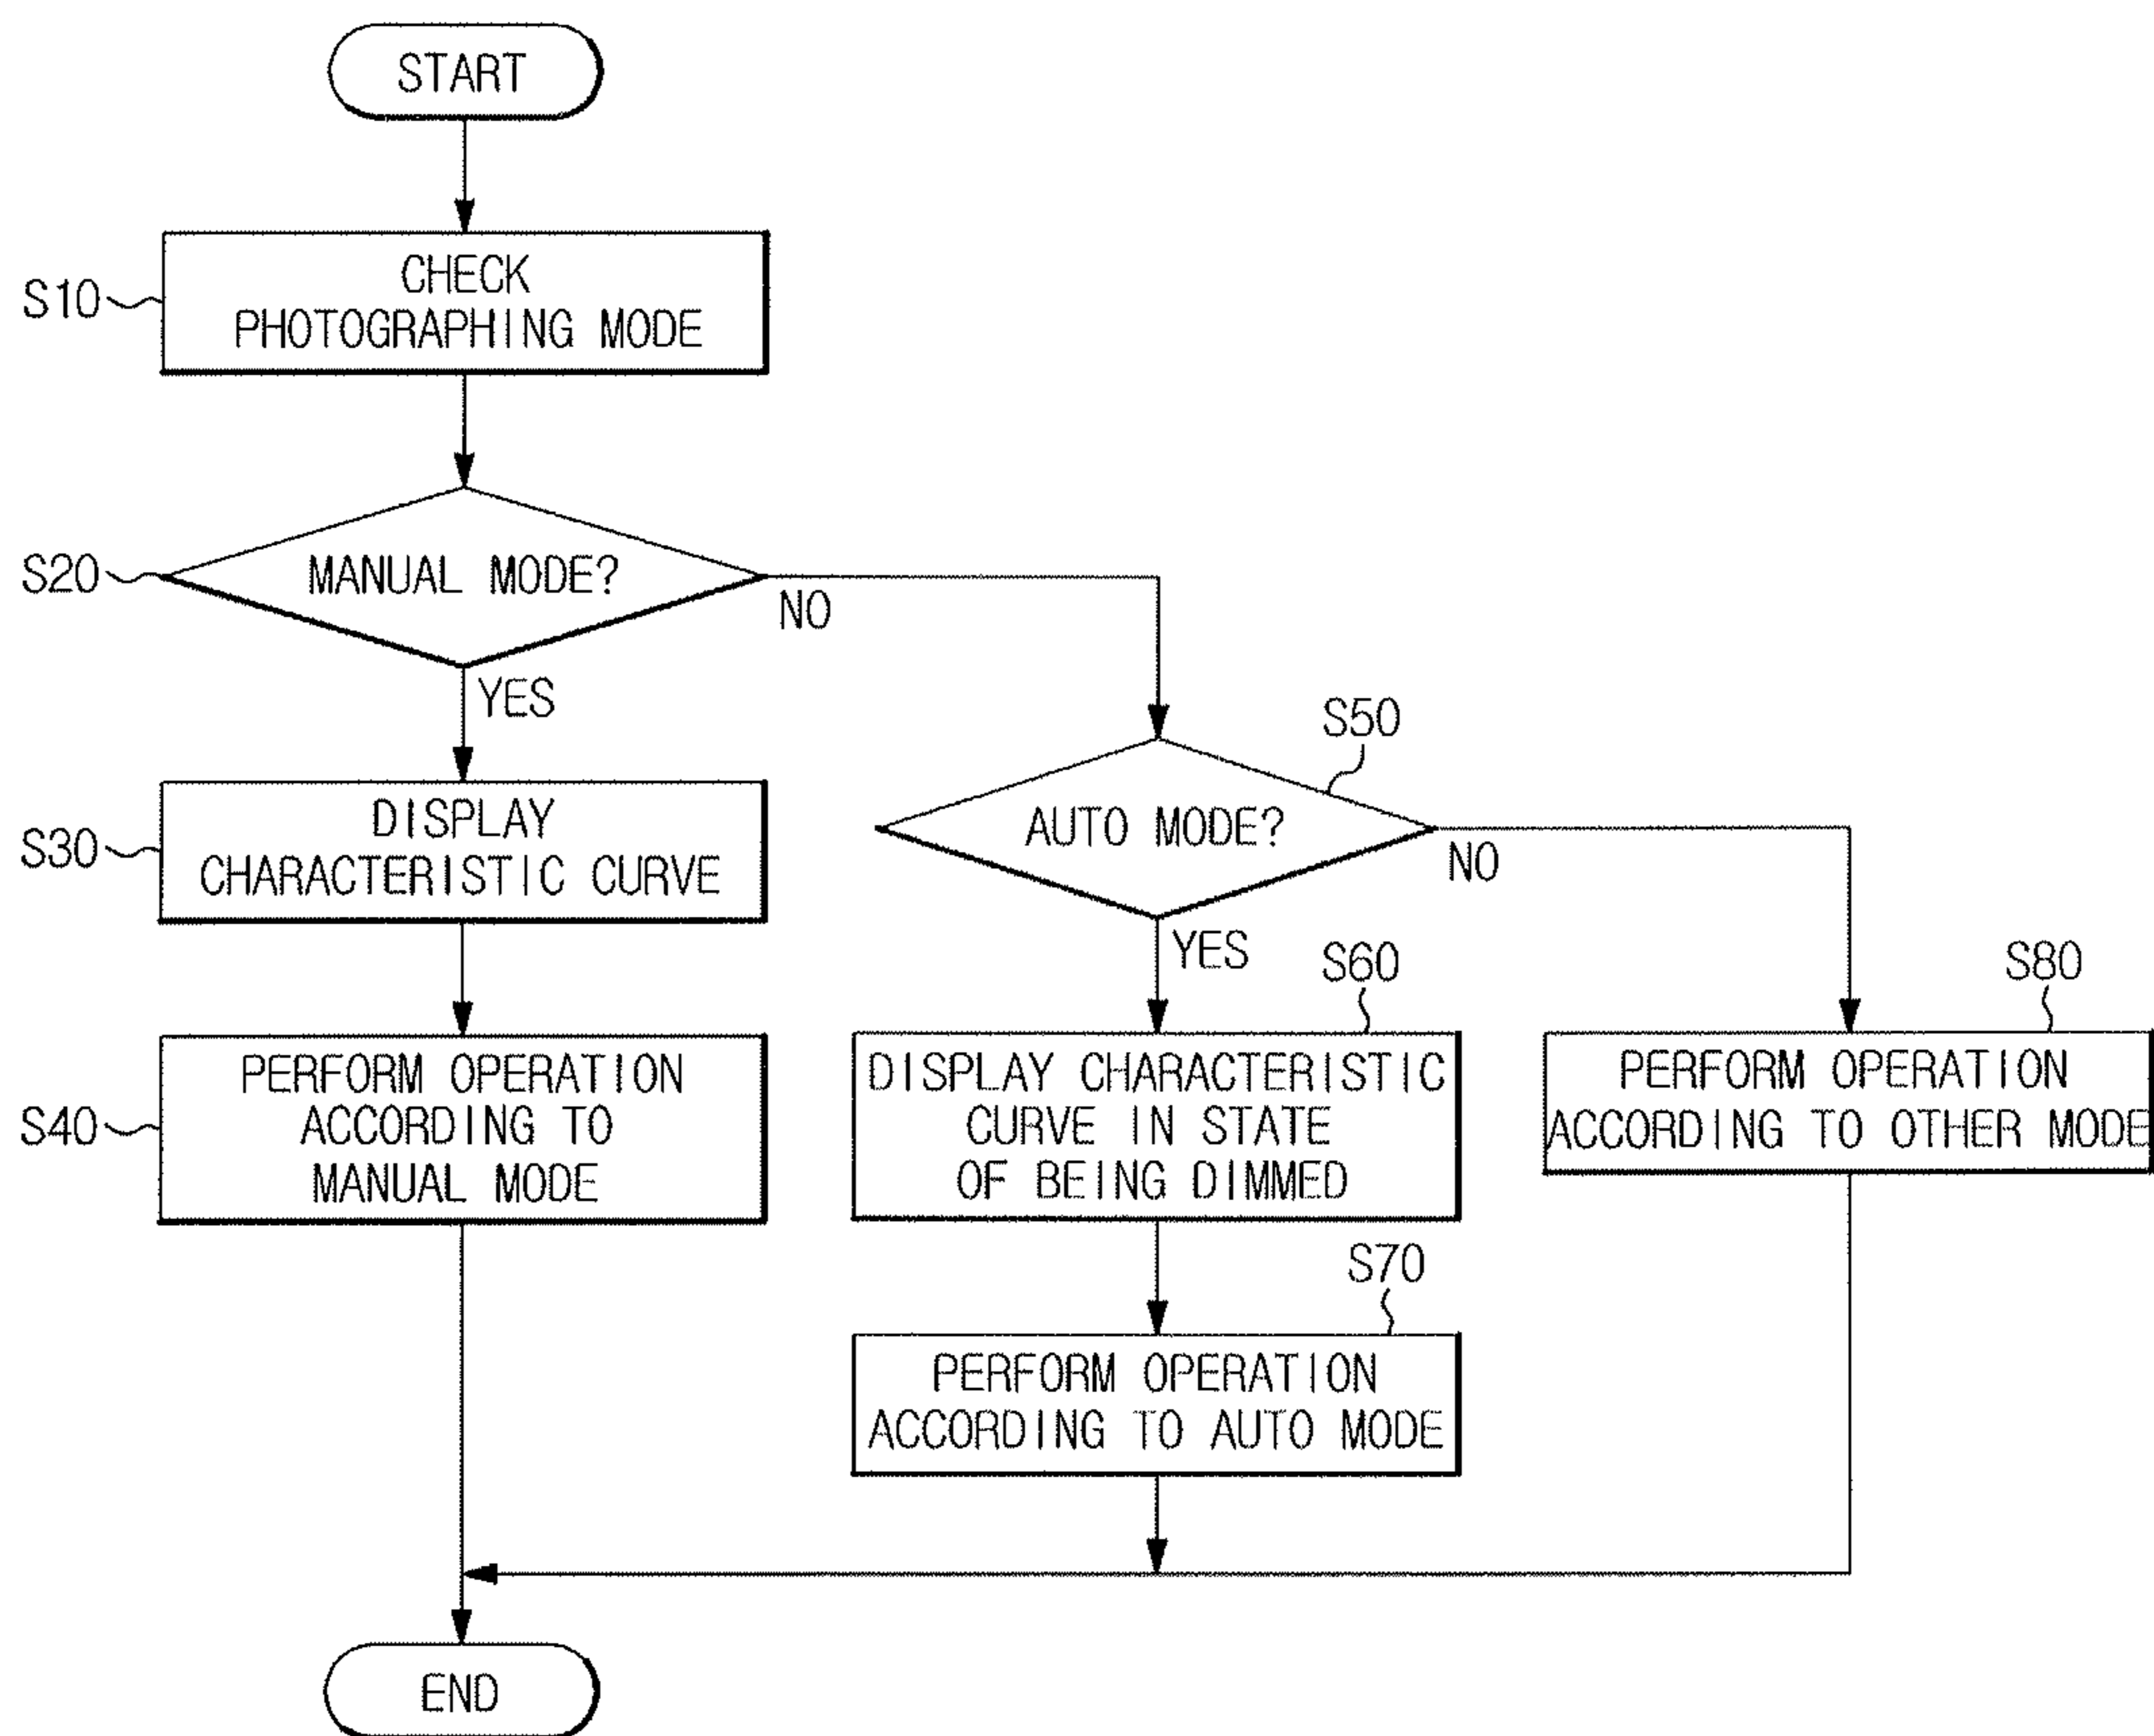 START
S10
CHECK
PHOTOGRAPHING MODE
S20
MANUAL MODE?
NO
YES
S30
DISPLAY
CHARACTERISTIC CURVE
S40
PERFORM OPERATION
ACCORDING TO
MANUAL MODE
S50
AUTO MODE?
NO
YES
S60
DISPLAY CHARACTERISTIC
CURVE IN STATE
OF BEING DIMMED
S70
PERFORM OPERATION
ACCORDING TO AUTO MODE
S80
PERFORM OPERATION
ACCORDING TO OTHER MODE
END